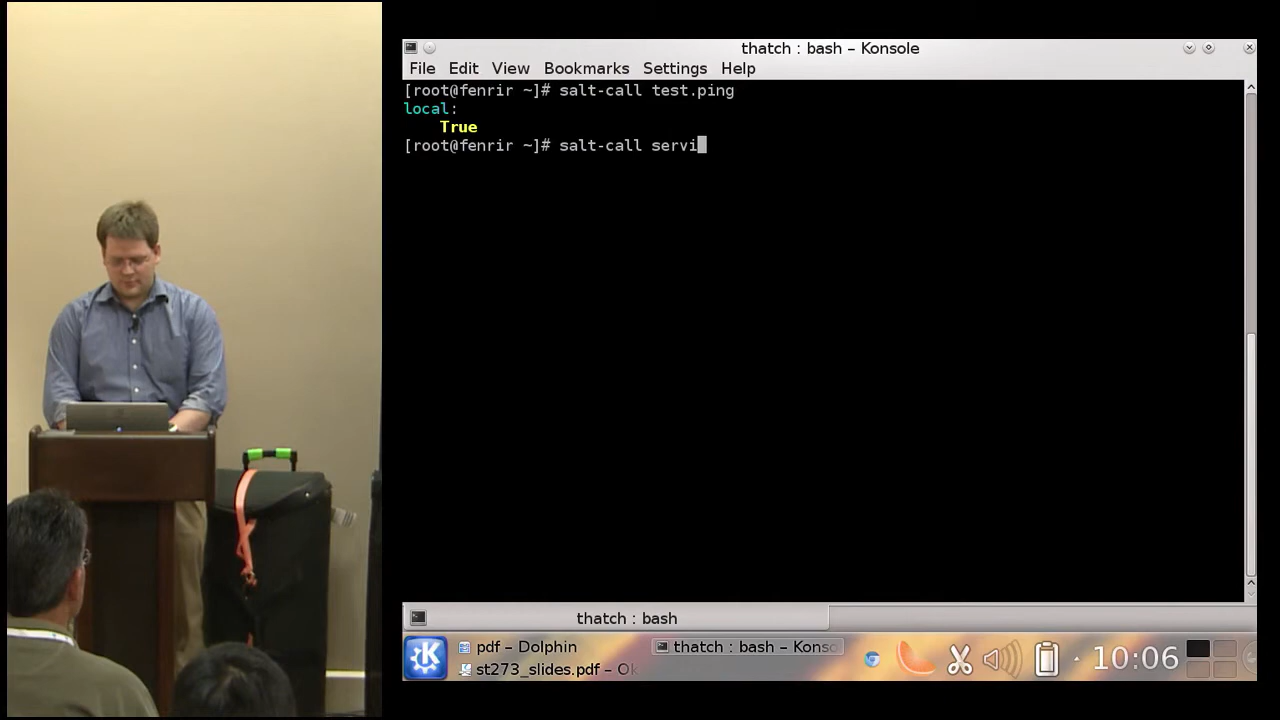 thatch : bash – Konsole
File Edit View Bookmarks Settings Help
[root@fenrir ~]# salt-call test.ping
local:
True
[root@fenrir ~]# salt-call servi
thatch : bash
pdf – Dolphin
thatch : bash – Konso
st273_slides.pdf – Ok
10:06